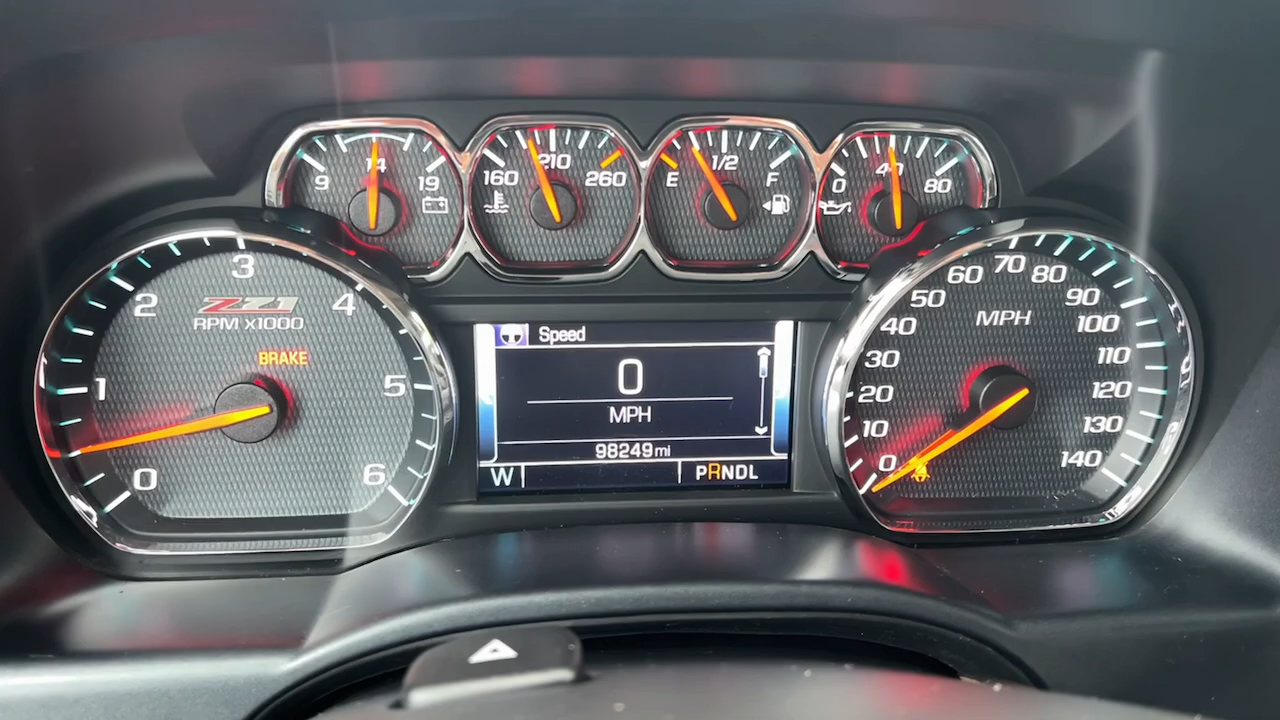 9 14 19
160 210 260
E 1/2 F
0 40 80
3
2 4
Z71
RPM X1000
BRAKE
1 5
0 6
Speed
0
MPH
98249 mi
W PRNDL
70
60 80
50 90
MPH
40 100
30 110
20 120
10 130
0 140